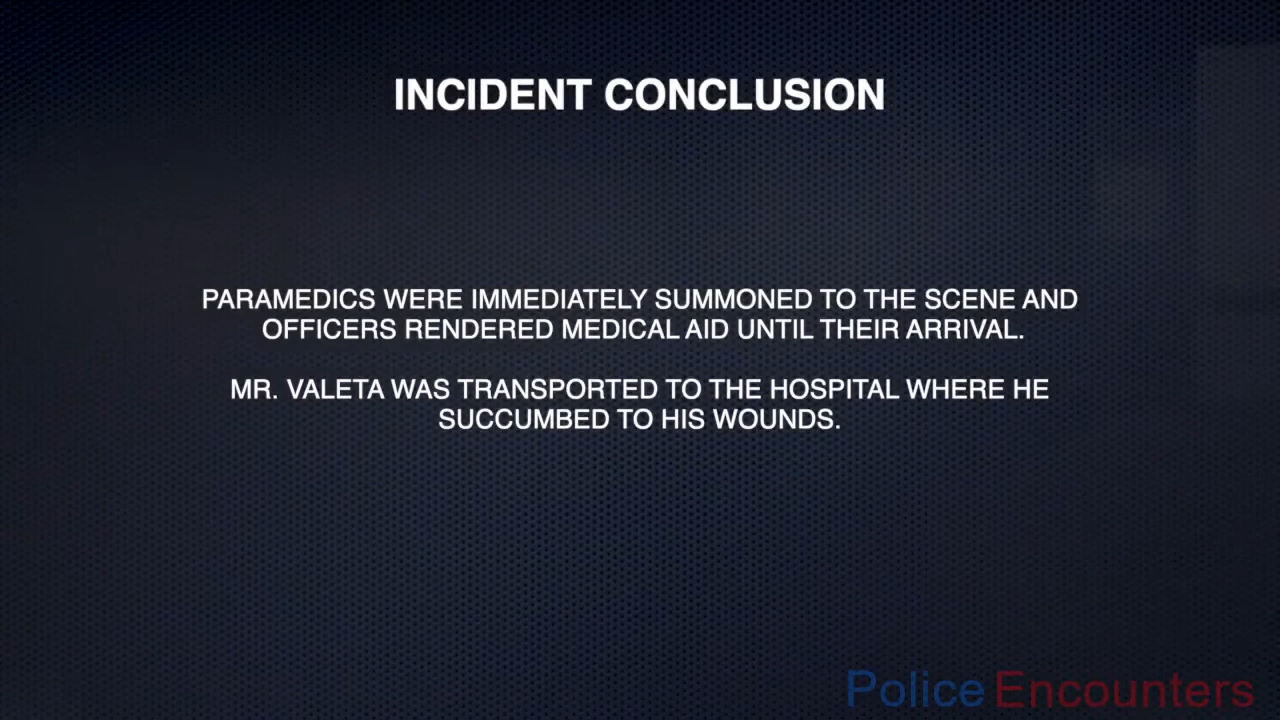 INCIDENT CONCLUSION
PARAMEDICS WERE IMMEDIATELY SUMMONED TO THE SCENE AND
OFFICERS RENDERED MEDICAL AID UNTIL THEIR ARRIVAL.
MR. VALETA WAS TRANSPORTED TO THE HOSPITAL WHERE HE
SUCCUMBED TO HIS WOUNDS.
Police Encounters